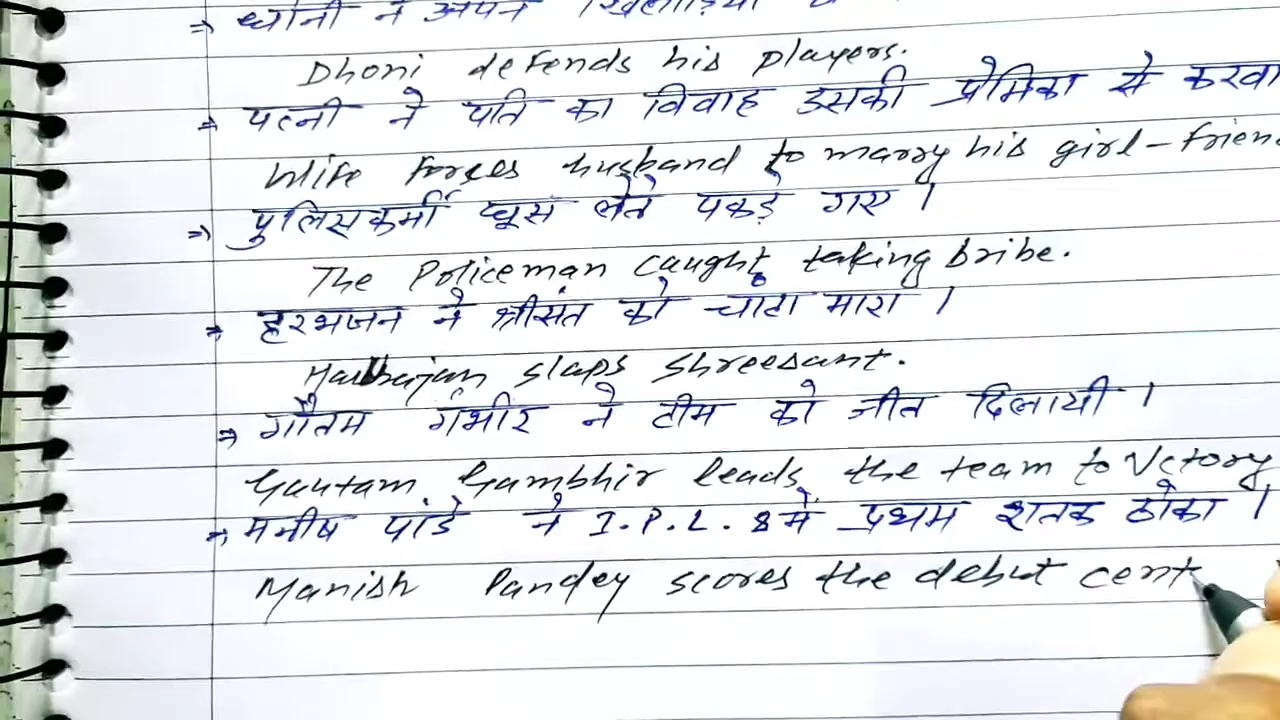 ⇒ धोनी ने अपने खिलाड़ियों
Dhoni defends his players.
⇒ पत्नी ने पति का विवाह उसकी प्रेमिका से करवा
Wife forces husband to marry his girl-frien
⇒ पुलिसकर्मी घूस लेते पकड़े गए ।
The Policeman caught taking bribe.
⇒ हरभजन ने श्रीसंत को चांटा मारा ।
Harbhajan slaps shreesant.
⇒ गौतम गंभीर ने टीम को जीत दिलायी ।
Gautam Gambhir leads the team to Vctory
⇒ मनीष पांडे ने I.P.L. 8 में प्रथम शतक ठोका ।
Manish Pandey scores the debut cent